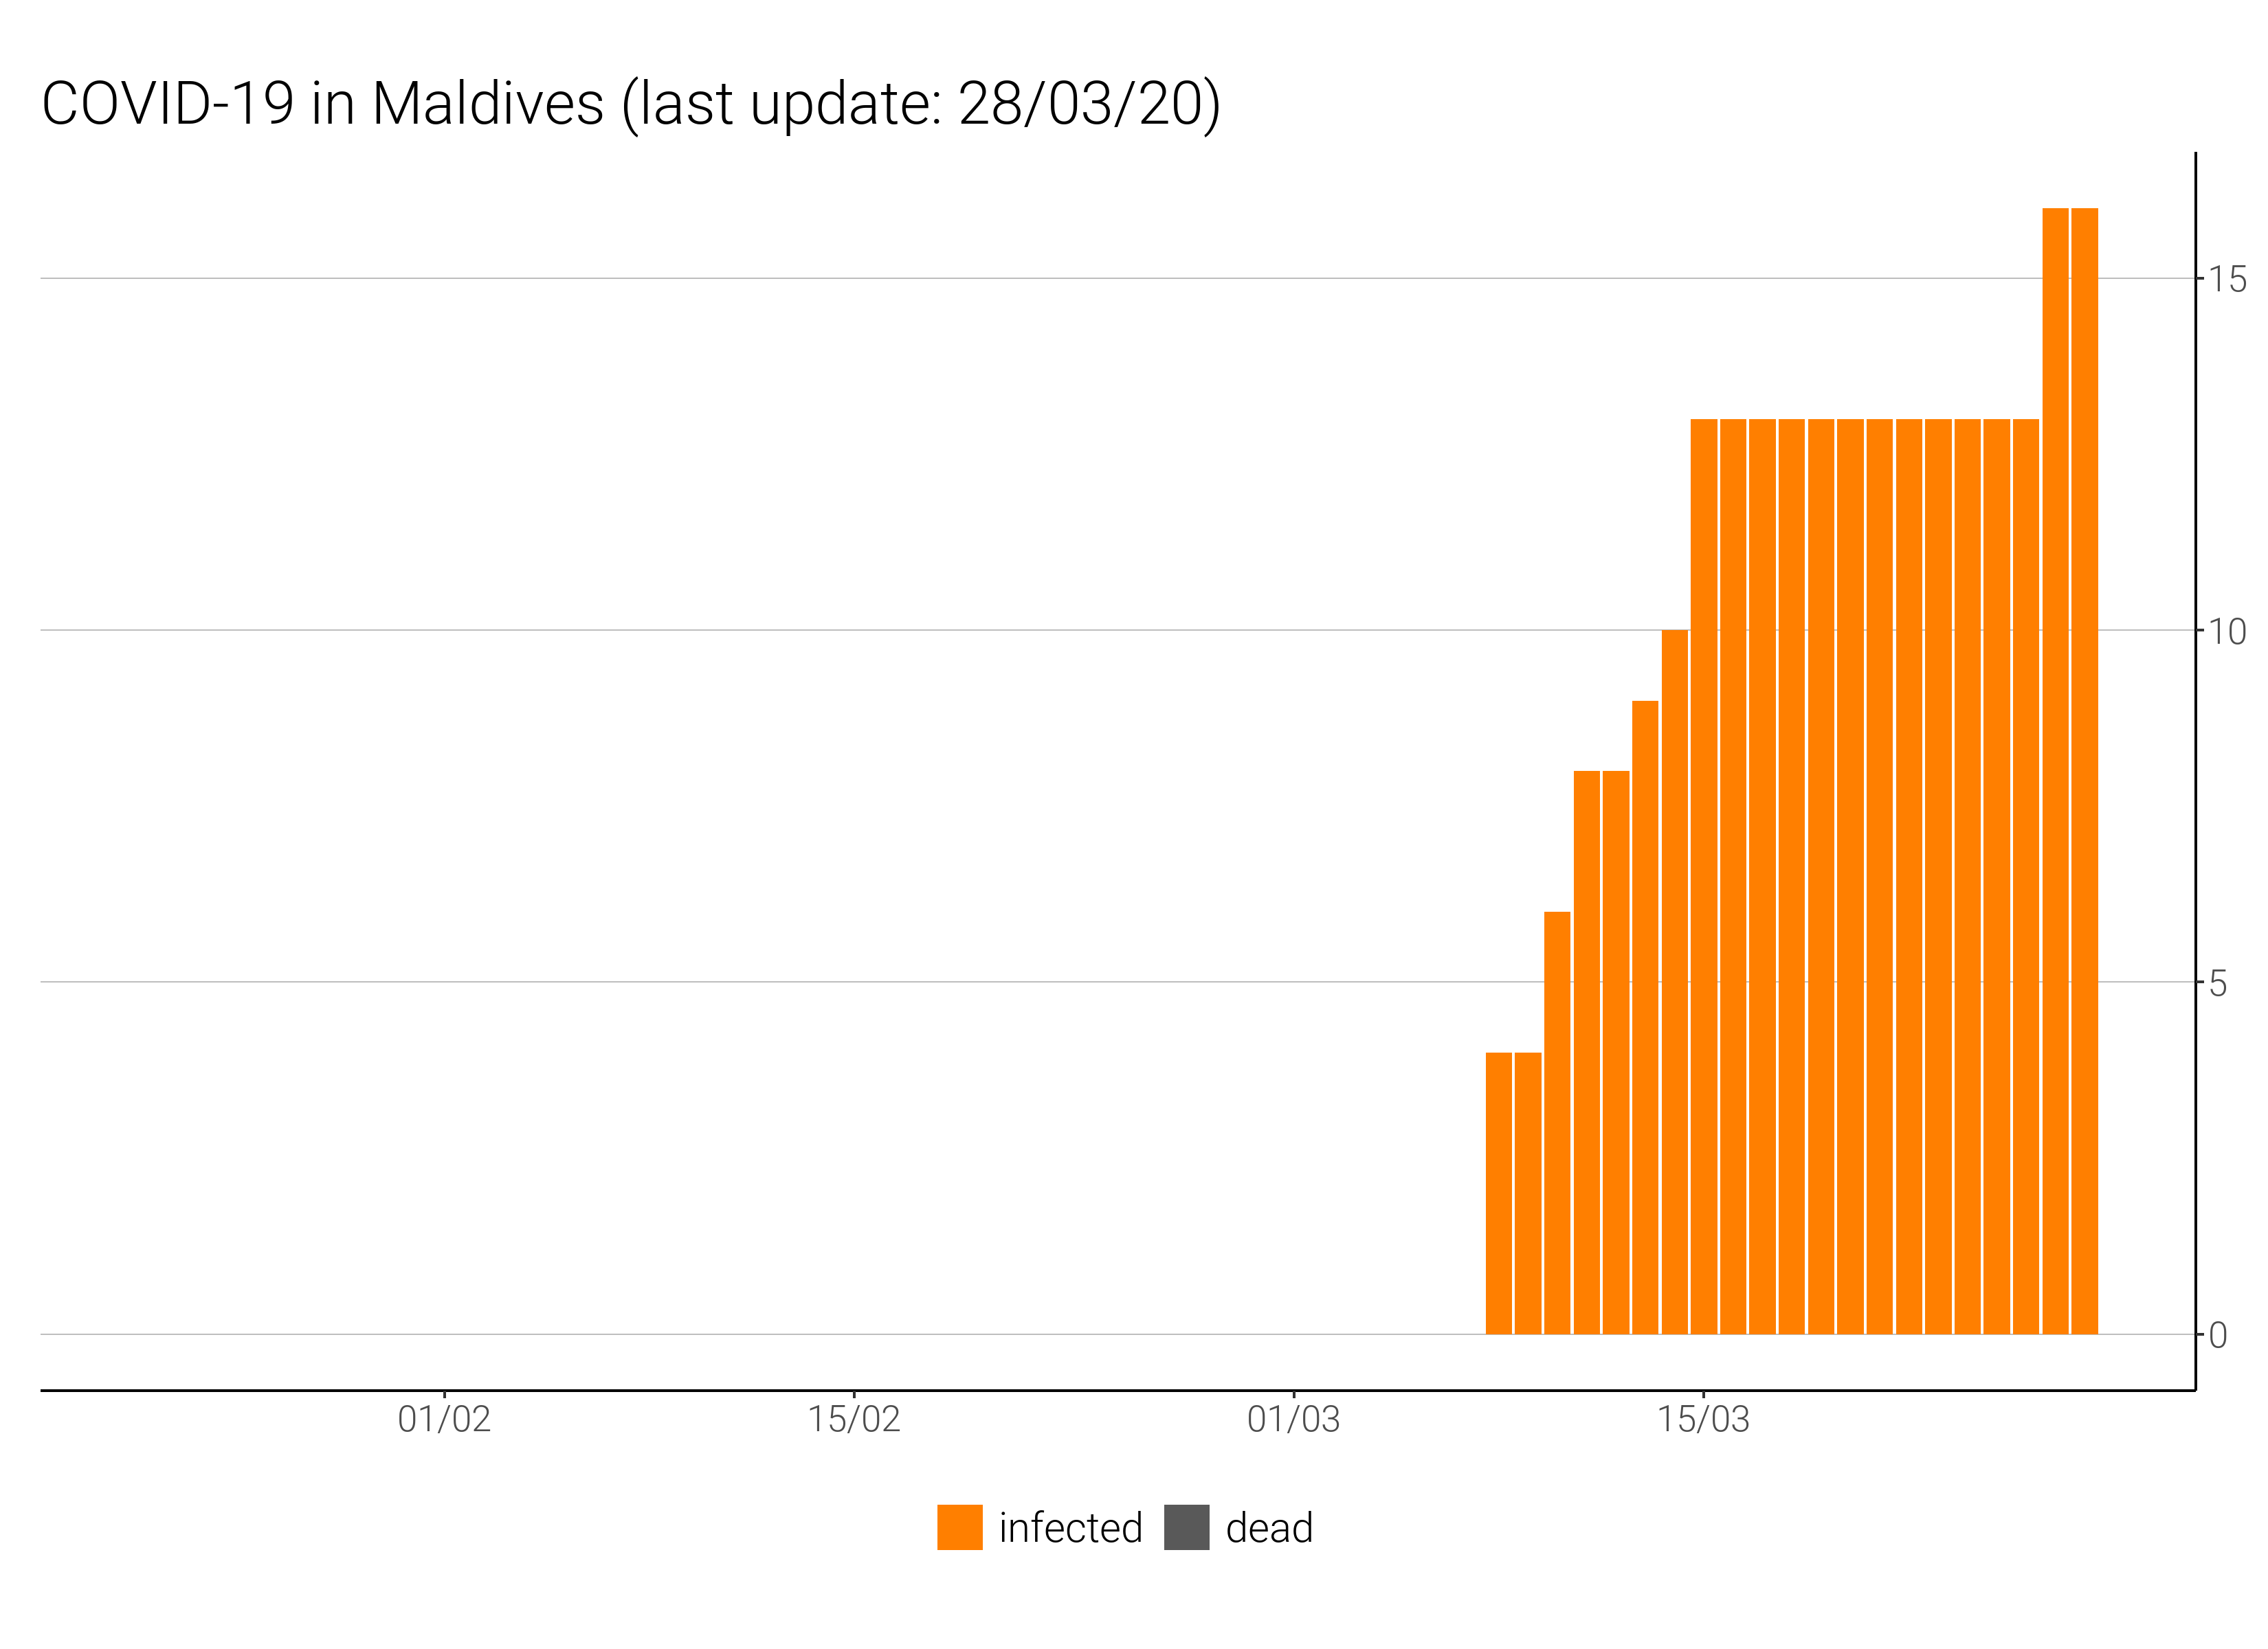 COVID-19 in Maldives (last update: 28/03/20)
15
10
5
0
01/02 15/02 01/03 15/03
infected dead